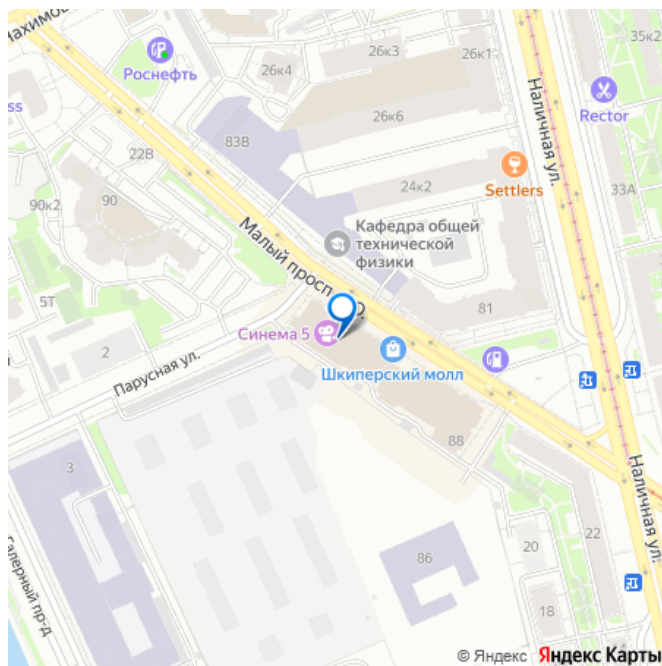 Нахимов
26к3
26к1
35к2
Роснефть
26к4
Rector
ss
26к6
Наличная ул.
83В
22В
Settlers
24к2
33А
90к2
90
Кафедра общей
технической
физики
Малый просп.
5Т
81
Синема 5
2
Парусная ул.
Шкиперский молл
88
3
Наличная ул.
22
20
86
Галерный пр-д
18
© Яндекс Яндекс Карты